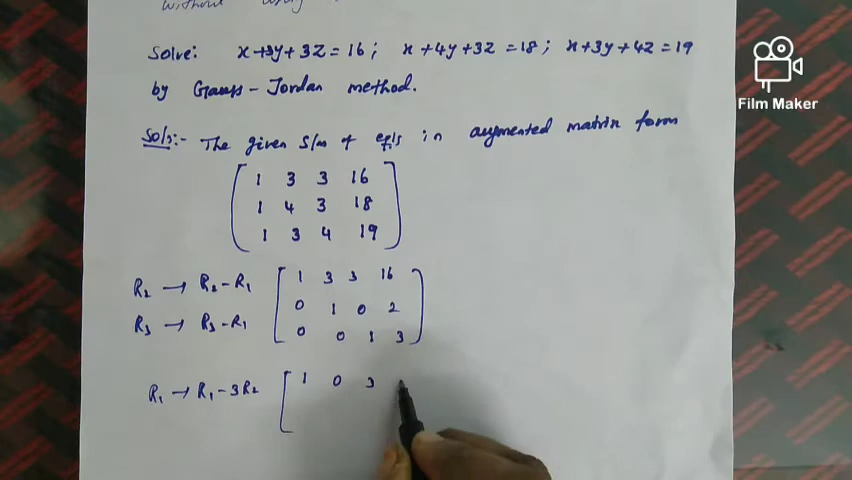 without using
Solve: x+3y+3z=16; x+4y+3z=18; x+3y+4z=19
by Gauss-Jordan method.
Film Maker
Sol:- The given S/m of eq/s in augmented matrix form
1 3 3 16
1 4 3 18
1 3 4 19
R₂ → R₂-R₁
R₃ → R₃-R₁
1 3 3 16
0 1 0 2
0 0 1 3
R₁ → R₁-3R₂
1 0 3